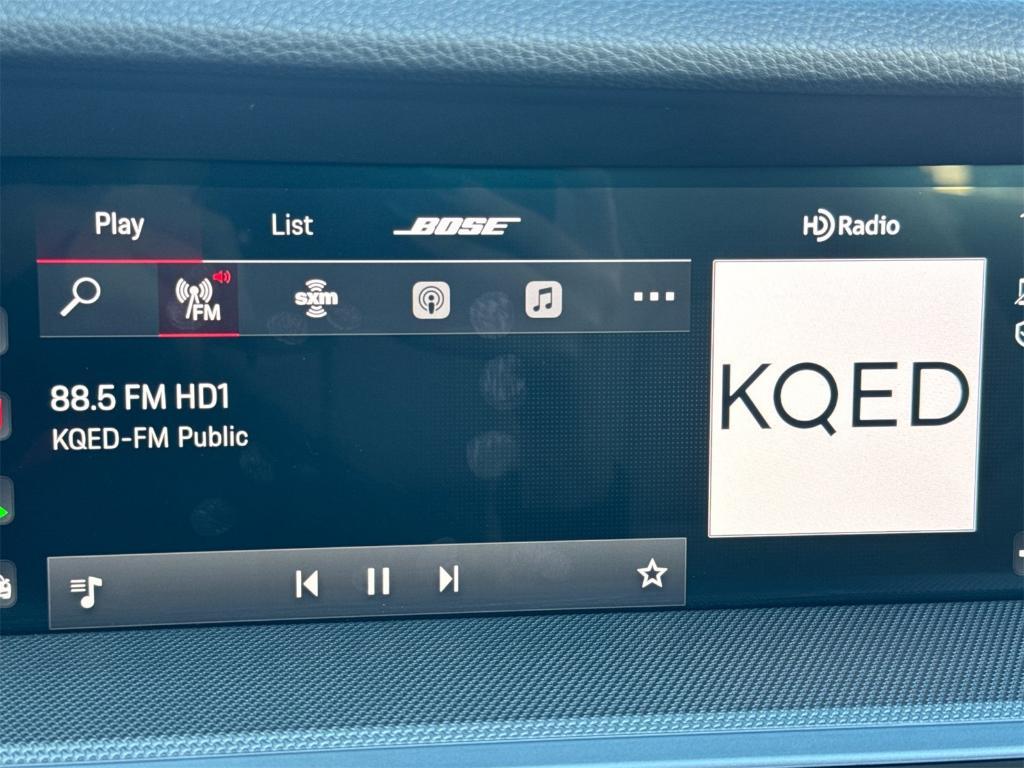 Play List BOSE HD Radio
FM sxm
88.5 FM HD1
KQED-FM Public
KQED